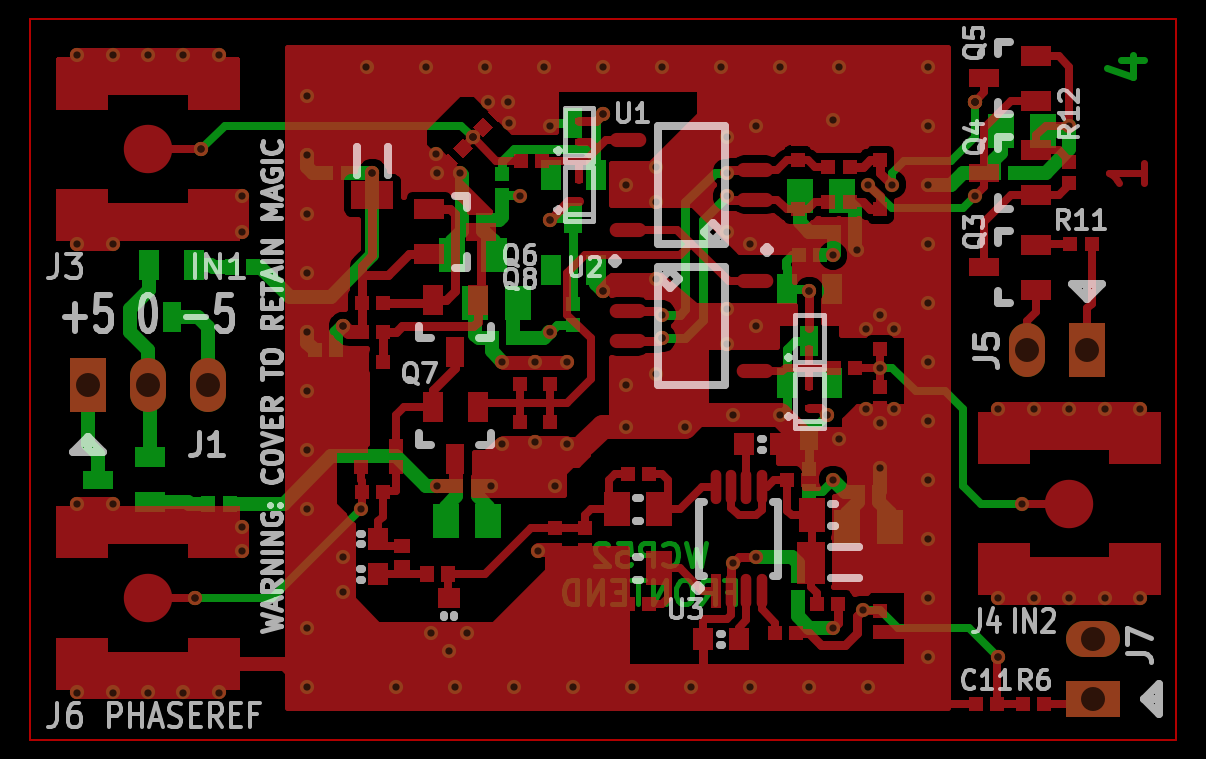 Q5
4
U1
R12
Q4
1
WARNING: COVER TO RETAIN MAGIC
R11
Q3
J3
IN1
Q6
U2
Q8
+5 0 -5
J5
Q7
J1
WCP52
FRONTEND
U3
J4 IN2
J7
C11 R6
J6 PHASEREF